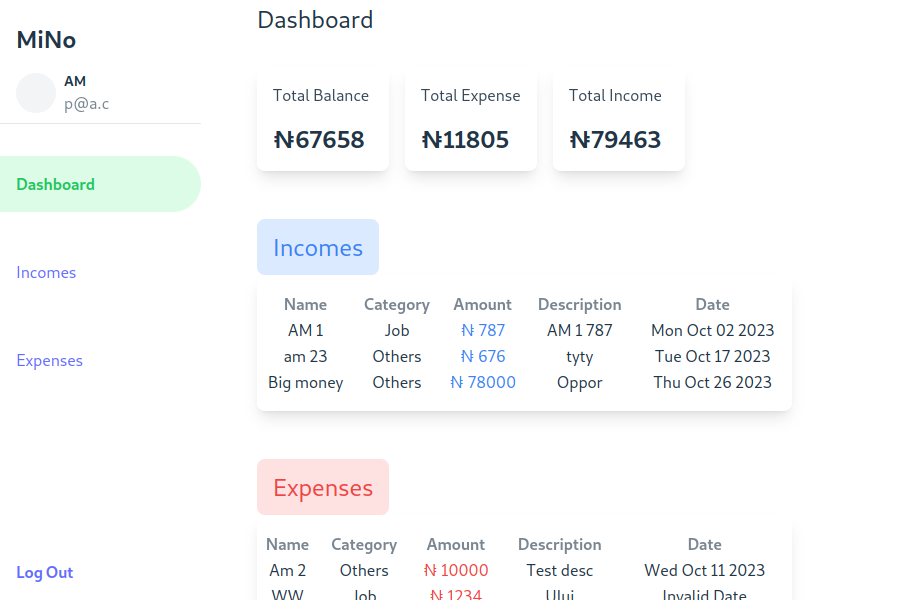 MiNo
AM
p@a.c
Dashboard
Incomes
Expenses
Log Out
Dashboard
Total Balance
₦67658
Total Expense
₦11805
Total Income
₦79463
Incomes
Name Category Amount Description Date
AM 1 Job ₦ 787 AM 1 787 Mon Oct 02 2023
am 23 Others ₦ 676 tyty Tue Oct 17 2023
Big money Others ₦ 78000 Oppor Thu Oct 26 2023
Expenses
Name Category Amount Description Date
Am 2 Others ₦ 10000 Test desc Wed Oct 11 2023
WW Job ₦ 1234 Ului Invalid Date